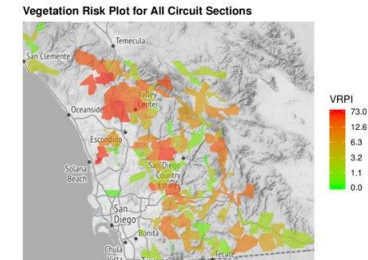 Vegetation Risk Plot for All Circuit Sections
Temecula
San Clemente
Valley
Center
Oceanside
Escondido
San Diego
Country
Estates
Solana
Beach
San
Diego
Bonita
Chula
Vista
Tecate
VRPI
73.0
12.6
6.3
3.2
1.1
0.0